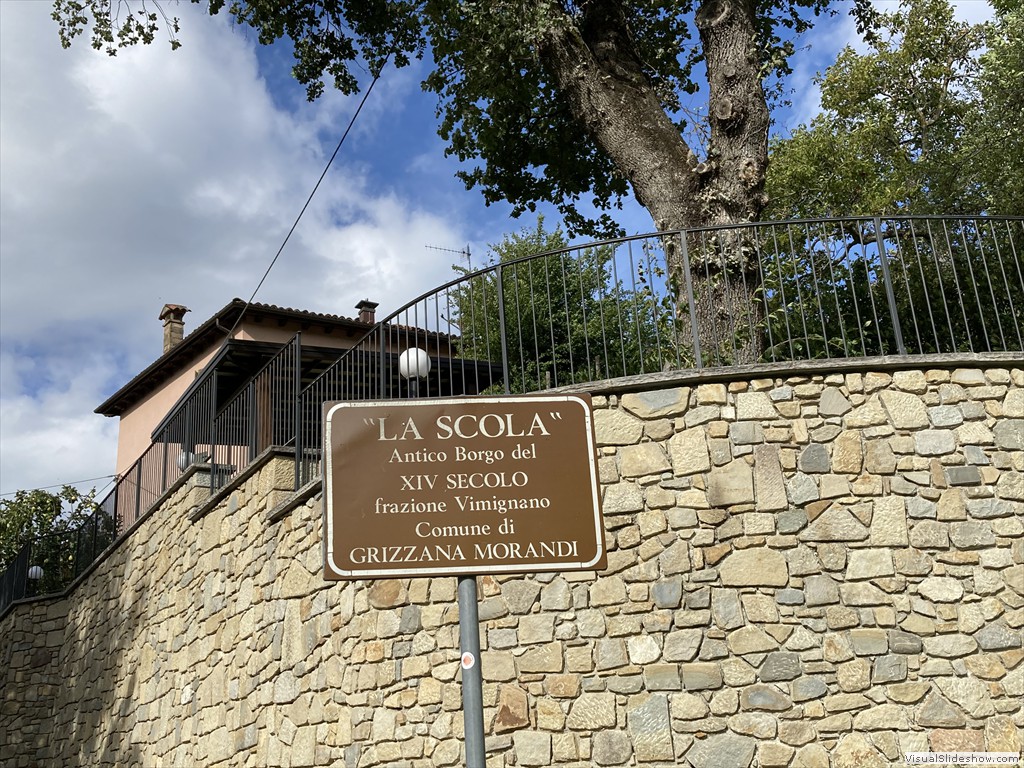 "LA SCOLA"
Antico Borgo del
XIV SECOLO
frazione Vimignano
Comune di
GRIZZANA MORANDI
VisualSlideshow.com